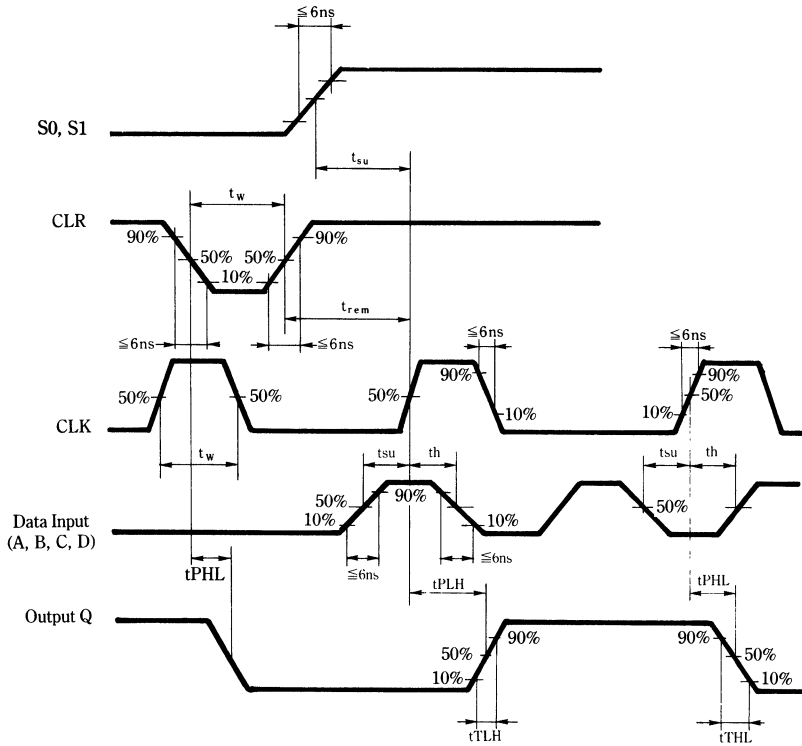 ≦6ns
S0, S1
tsu
tw
CLR
90% 50% 50% 90%
10%
trem
≦6ns ≦6ns ≦6ns ≦6ns
90% 90%
50% 50% 50% 50%
10% 10%
CLK
tw tsu th tsu th
50% 90% 50%
Data Input 10% 10%
(A, B, C, D)
≦6ns ≦6ns
tPHL tPLH tPHL
Output Q
90% 90%
50% 50%
10% 10%
tTLH tTHL